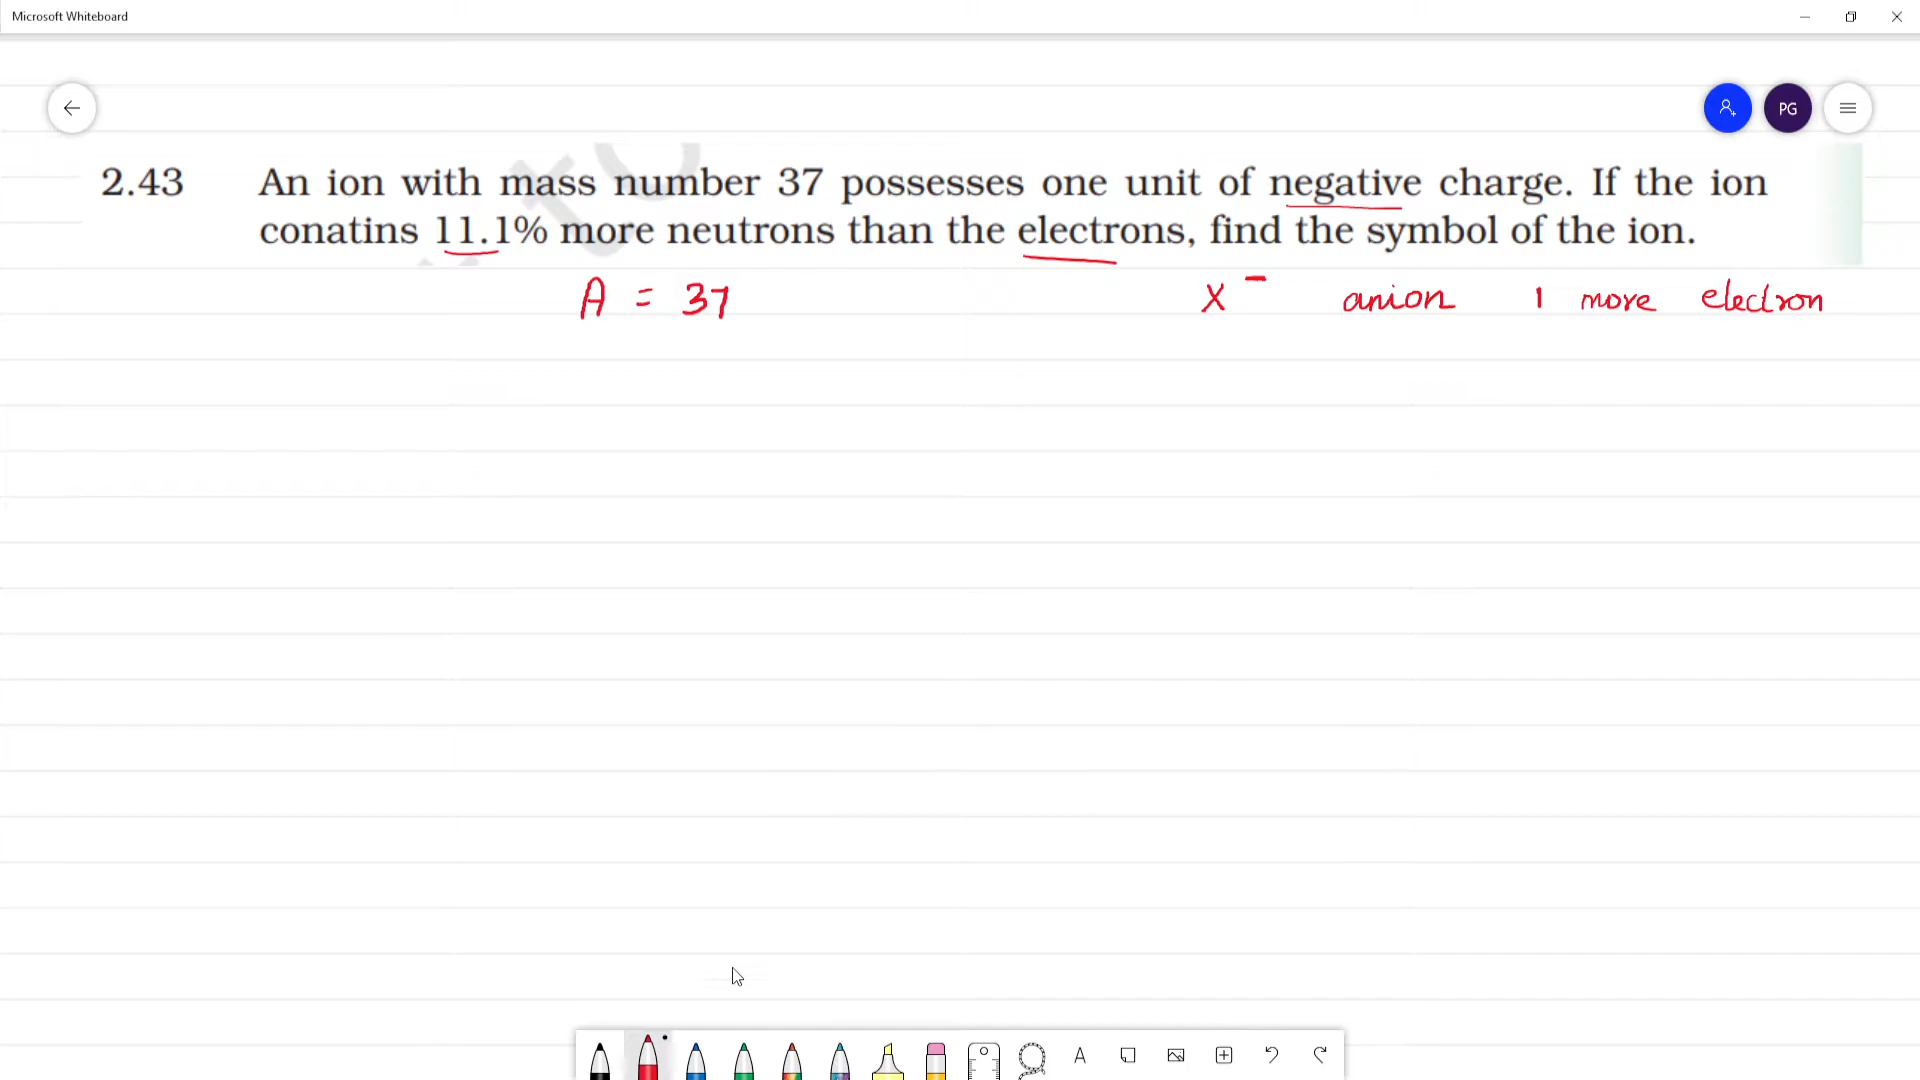 Microsoft Whiteboard
PG
2.43 An ion with mass number 37 possesses one unit of negative charge. If the ion
conatins 11.1% more neutrons than the electrons, find the symbol of the ion.
A = 37 X⁻ anion 1 more electron
A